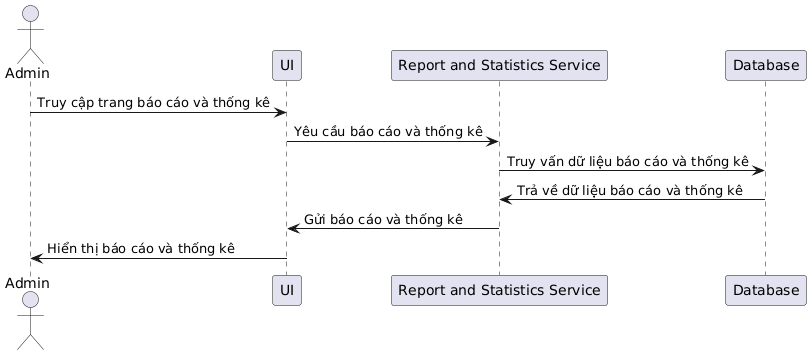 Admin
UI
Report and Statistics Service
Database
Truy cập trang báo cáo và thống kê
Yêu cầu báo cáo và thống kê
Truy vấn dữ liệu báo cáo và thống kê
Trả về dữ liệu báo cáo và thống kê
Gửi báo cáo và thống kê
Hiển thị báo cáo và thống kê
Admin
UI
Report and Statistics Service
Database